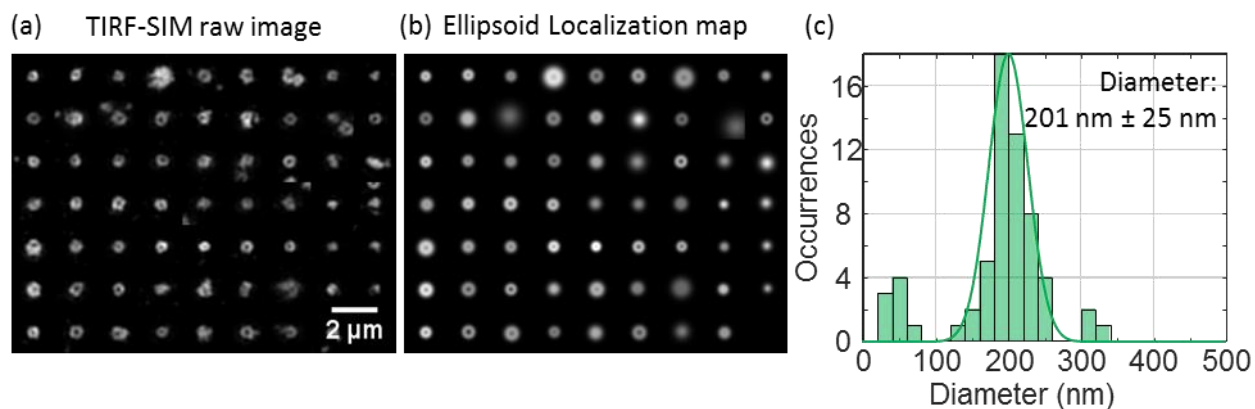 (a) TIRF-SIM raw image
2 µm
(b) Ellipsoid Localization map
(c)
Diameter:
201 nm ± 25 nm
Occurrences
16
12
8
4
0
0 100 200 300 400 500
Diameter (nm)